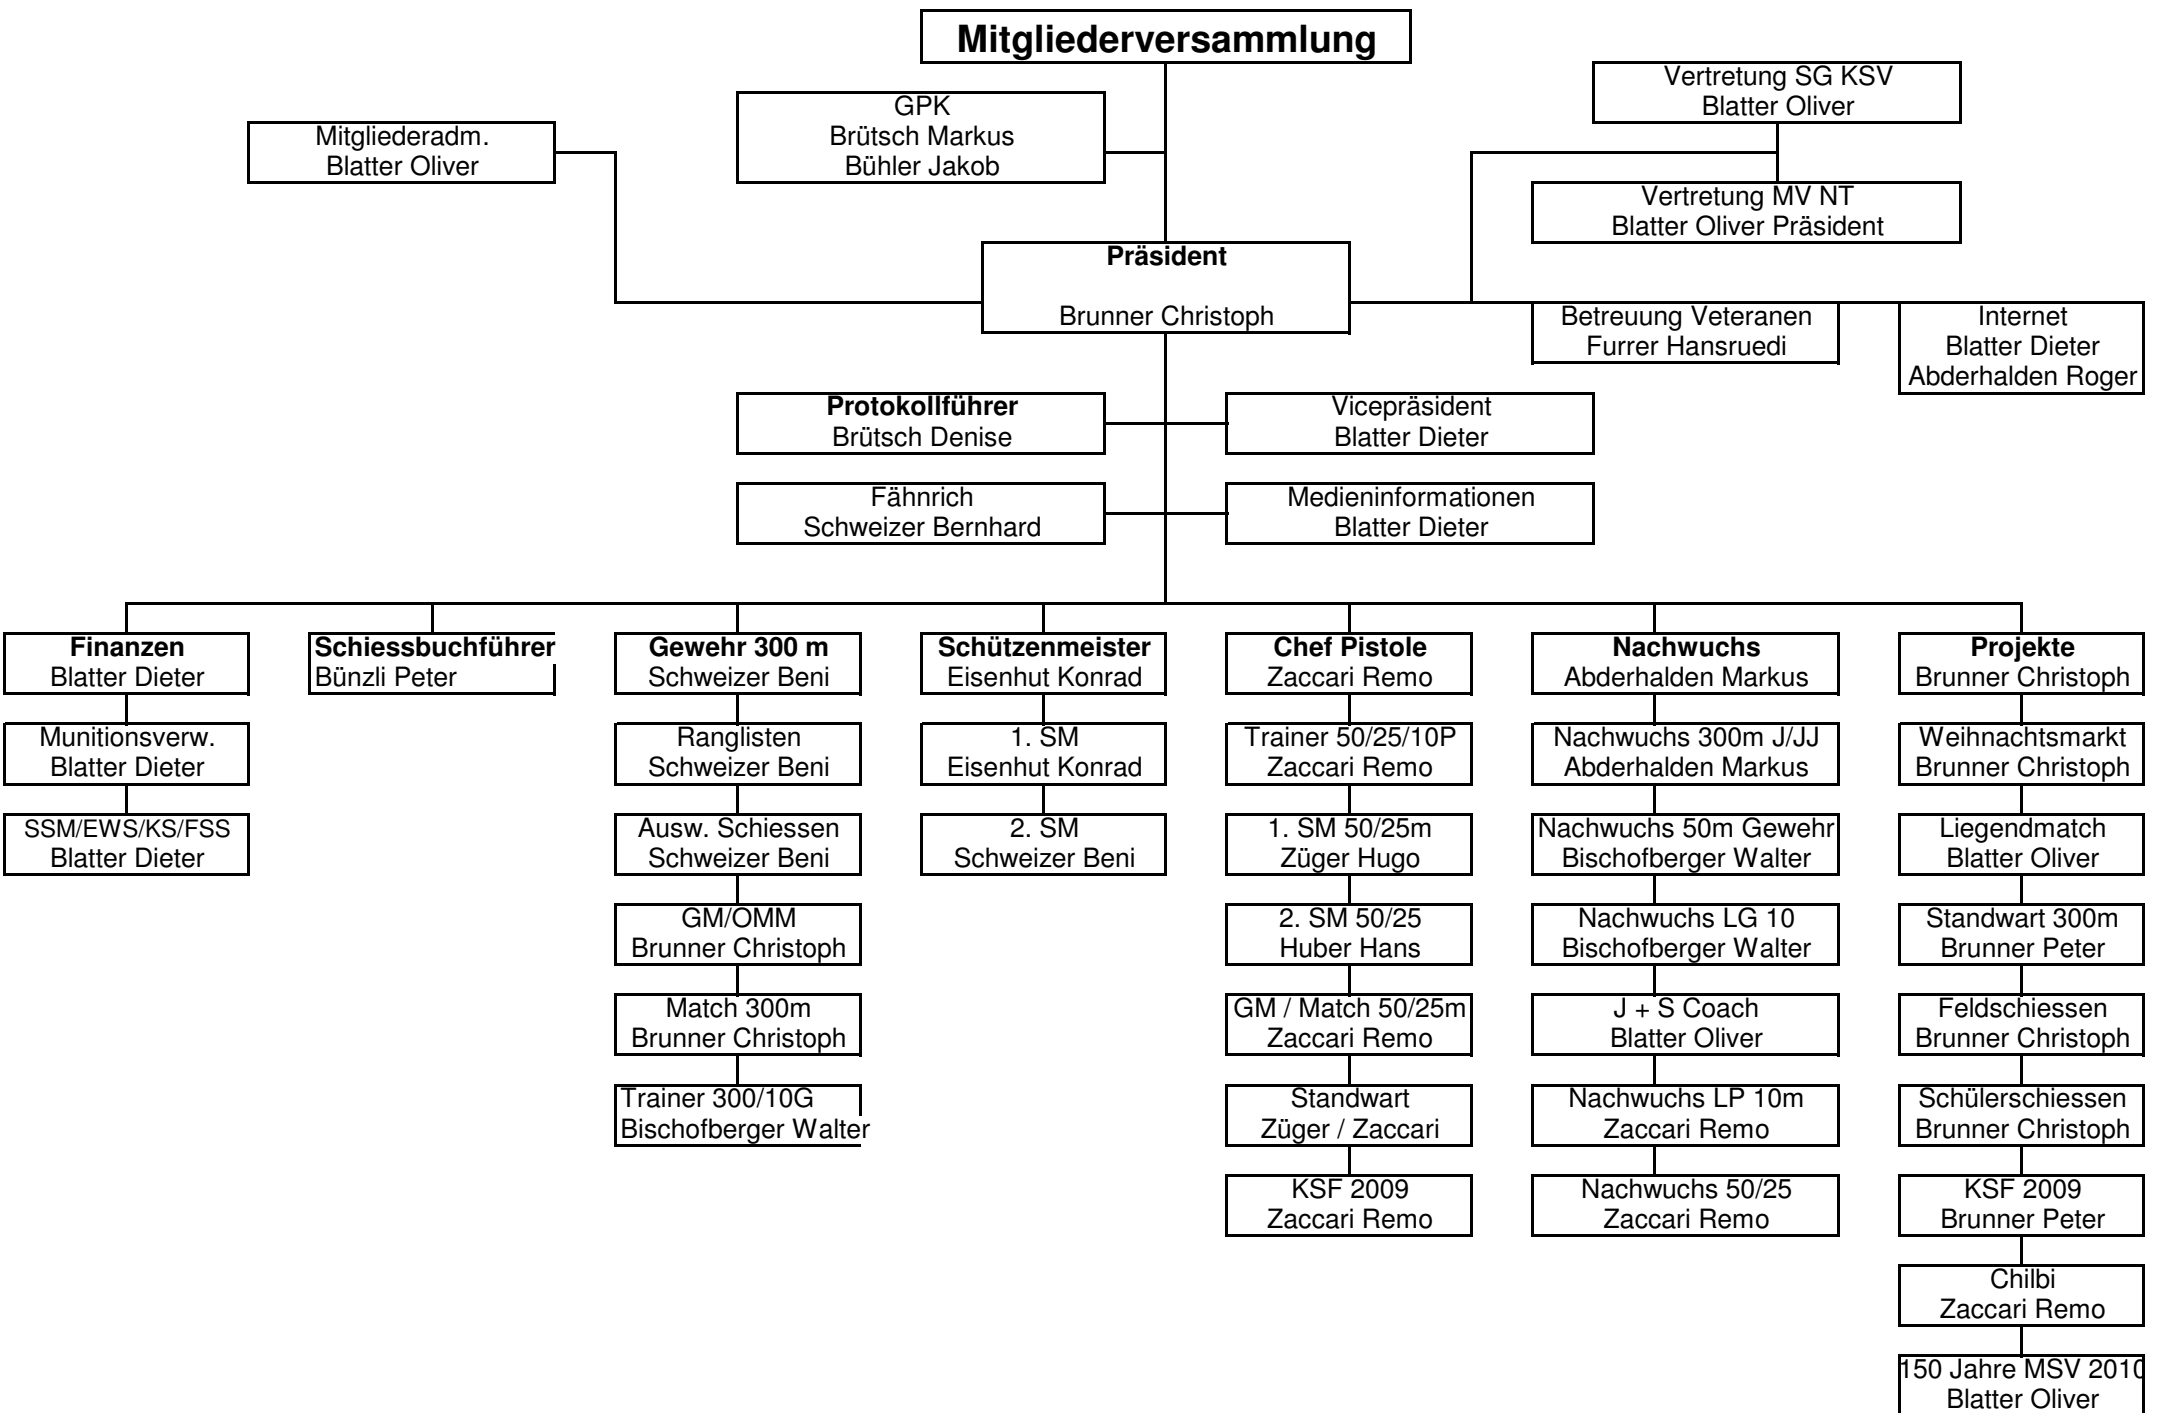 Mitgliederversammlung
Vertretung SG KSV
Blatter Oliver
GPK
Brütsch Markus
Bühler Jakob
Mitgliederadm.
Blatter Oliver
Vertretung MV NT
Blatter Oliver Präsident
Präsident
Brunner Christoph
Betreuung Veteranen
Furrer Hansruedi
Internet
Blatter Dieter
Abderhalden Roger
Protokollführer
Brütsch Denise
Vicepräsident
Blatter Dieter
Fähnrich
Schweizer Bernhard
Medieninformationen
Blatter Dieter
Finanzen
Blatter Dieter
Munitionsverw.
Blatter Dieter
SSM/EWS/KS/FSS
Blatter Dieter
Schiessbuchführer
Bünzli Peter
Gewehr 300 m
Schweizer Beni
Ranglisten
Schweizer Beni
Ausw. Schiessen
Schweizer Beni
GM/OMM
Brunner Christoph
Match 300m
Brunner Christoph
Trainer 300/10G
Bischofberger Walter
Schützenmeister
Eisenhut Konrad
1. SM
Eisenhut Konrad
2. SM
Schweizer Beni
Chef Pistole
Zaccari Remo
Trainer 50/25/10P
Zaccari Remo
1. SM 50/25m
Züger Hugo
2. SM 50/25
Huber Hans
GM / Match 50/25m
Zaccari Remo
Standwart
Züger / Zaccari
KSF 2009
Zaccari Remo
Nachwuchs
Abderhalden Markus
Nachwuchs 300m J/JJ
Abderhalden Markus
Nachwuchs 50m Gewehr
Bischofberger Walter
Nachwuchs LG 10
Bischofberger Walter
J + S Coach
Blatter Oliver
Nachwuchs LP 10m
Zaccari Remo
Nachwuchs 50/25
Zaccari Remo
Projekte
Brunner Christoph
Weihnachtsmarkt
Brunner Christoph
Liegendmatch
Blatter Oliver
Standwart 300m
Brunner Peter
Feldschiessen
Brunner Christoph
Schülerschiessen
Brunner Christoph
KSF 2009
Brunner Peter
Chilbi
Zaccari Remo
150 Jahre MSV 2010
Blatter Oliver